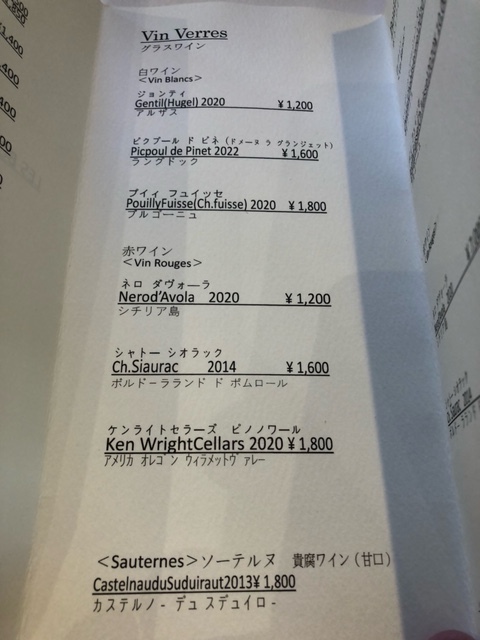 Vin Verres
グラスワイン
白ワイン
<Vin Blancs>
ジョンティ
Gentil(Hugel) 2020 ¥1,200
アルザス
ピクプール ド ピネ (ドメーヌ ラ グランジェット)
Picpoul de Pinet 2022 ¥1,600
ラングドック
プイィ フュイッセ
PouillyFuisse(Ch.fuisse) 2020 ¥1,800
ブルゴーニュ
赤ワイン
<Vin Rouges>
ネロ ダヴォーラ
Nerod'Avola 2020 ¥1,200
シチリア島
シャトー シオラック
Ch.Siaurac 2014 ¥1,600
ボルドーラランド ド ポムロール
ケンライトセラーズ ピノノワール
Ken WrightCellars 2020 ¥1,800
アメリカ オレゴン ウィラメットヴァレー
<Sauternes>ソーテルヌ 貴腐ワイン(甘口)
CastelnauduSuduiraut2013¥1,800
カステルノ- デュ スデュイロ-